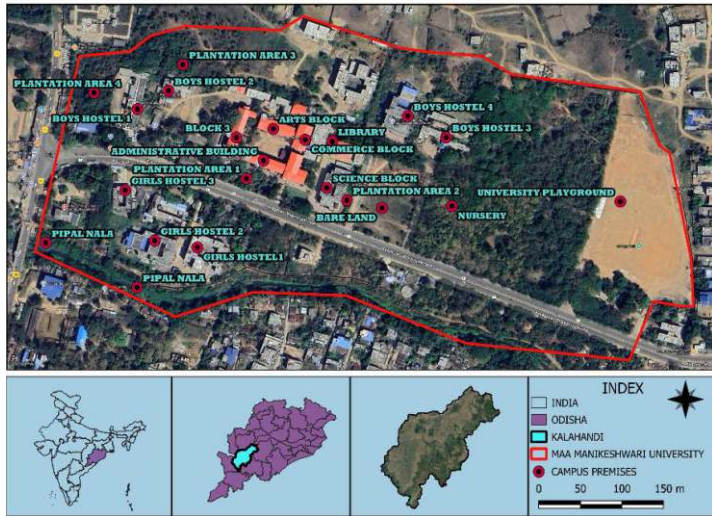 PLANTATION AREA 3
PLANTATION AREA 4
BOYS HOSTEL 2
BOYS HOSTEL 1
BOYS HOSTEL 4
ARTS BLOCK
BLOCK 3
LIBRARY
BOYS HOSTEL 3
COMMERCE BLOCK
ADMINISTRATIVE BUILDING
PLANTATION AREA 1
GIRLS HOSTEL 3
SCIENCE BLOCK
PLANTATION AREA 2
UNIVERSITY PLAYGROUND
BARE LAND
NURSERY
GIRLS HOSTEL 2
GIRLS HOSTEL1
PIPAL NALA
PIPAL NALA
INDEX
INDIA
ODISHA
KALAHANDI
MAA MANIKESHWARI UNIVERSITY
CAMPUS PREMISES
0 50 100 150 m